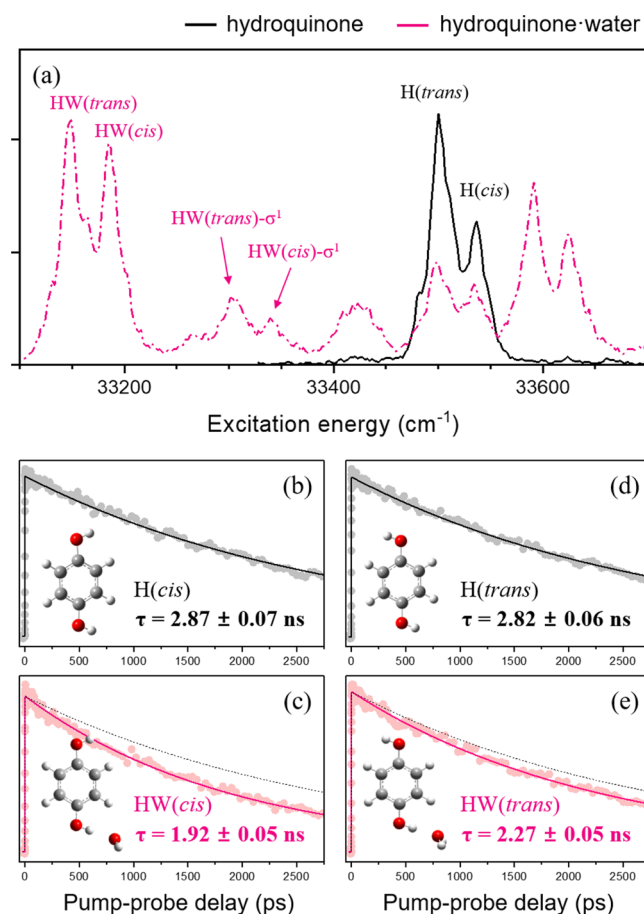 hydroquinone hydroquinone·water
(a)
HW(trans)
HW(cis)
H(trans)
H(cis)
HW(trans)-σ¹
HW(cis)-σ¹
33200 33400 33600
Excitation energy (cm⁻¹)
(b)
H(cis)
τ = 2.87 ± 0.07 ns
0 500 1000 1500 2000 2500
(d)
H(trans)
τ = 2.82 ± 0.06 ns
0 500 1000 1500 2000 2500
(c)
HW(cis)
τ = 1.92 ± 0.05 ns
0 500 1000 1500 2000 2500
Pump-probe delay (ps)
(e)
HW(trans)
τ = 2.27 ± 0.05 ns
0 500 1000 1500 2000 2500
Pump-probe delay (ps)